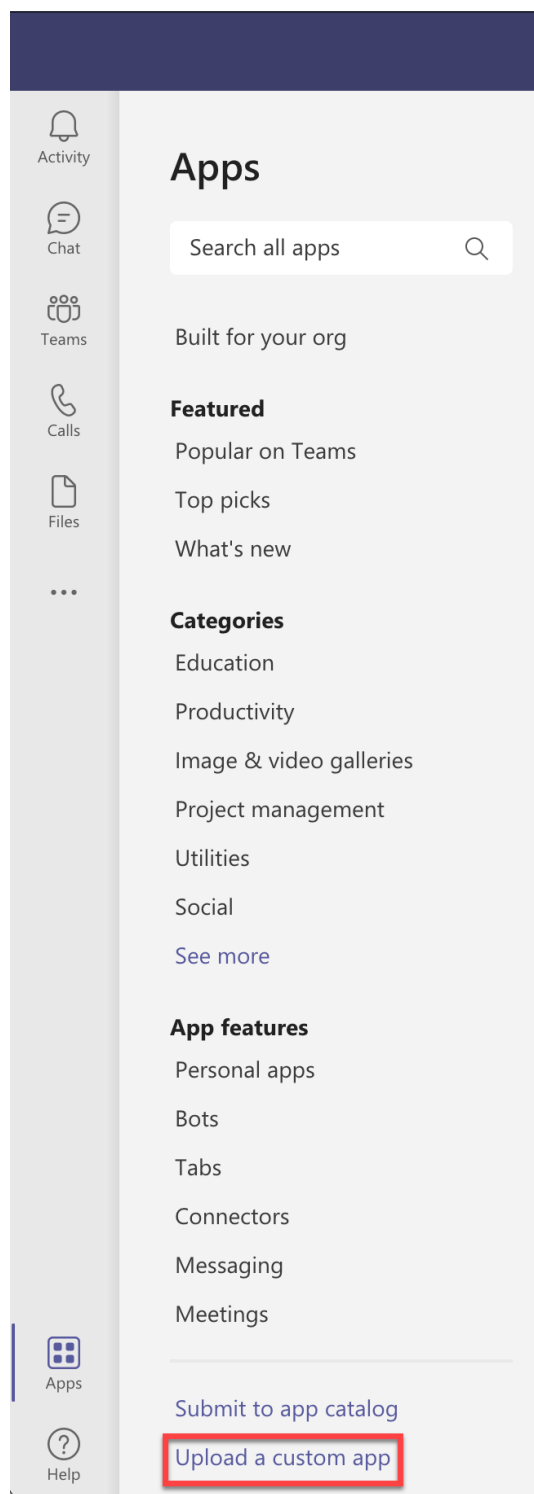 Activity
Chat
Teams
Calls
Files
Apps
Help
Apps
Search all apps
Built for your org
Featured
Popular on Teams
Top picks
What's new
Categories
Education
Productivity
Image & video galleries
Project management
Utilities
Social
See more
App features
Personal apps
Bots
Tabs
Connectors
Messaging
Meetings
Submit to app catalog
Upload a custom app